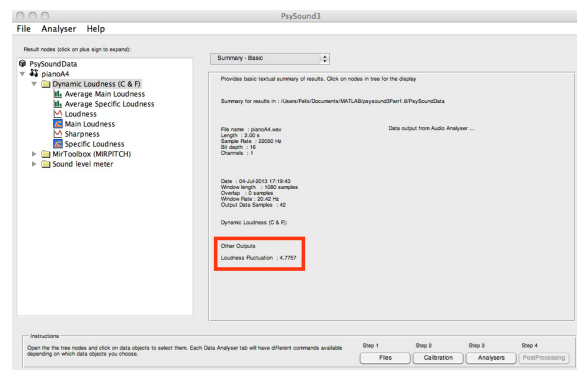 PsySound3
File Analyser Help
Result nodes (click on plus sign to expand):
PsySoundData
pianoA4
Dynamic Loudness (C & F)
Average Main Loudness
Average Specific Loudness
Loudness
Main Loudness
Sharpness
Specific Loudness
MirToolbox (MIRPITCH)
Sound level meter
Summary - Basic
Provides basic textual summary of results. Click on nodes in tree for the display
Summary for results in : /Users/Felix/Documents/MATLAB/psysound3Parr1.6/PsySoundData
File name : pianoA4.wav
Length : 2.00 s
Sample Rate : 22050 Hz
Bit depth : 16
Channels : 1
Data output from Audio Analyser ...
Date : 04-Jul-2013 17:19:43
Window length : 1080 samples
Overlap : 0 samples
Window Rate : 20.42 Hz
Output Data Samples : 42
Dynamic Loudness (C & F):
Other Outputs
Loudness Fluctuation : 4.7757
Instructions
Open the the tree nodes and click on data objects to select them. Each Data Analyser tab will have different commands available
depending on which data objects you choose.
Step 1 Step 2 Step 3 Step 4
Files Calibration Analysers PostProcessing